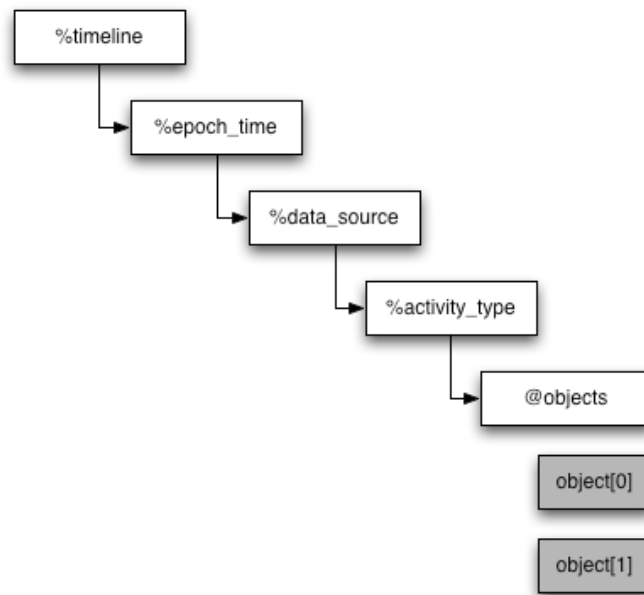 %timeline
%epoch_time
%data_source
%activity_type
@objects
object[0]
object[1]